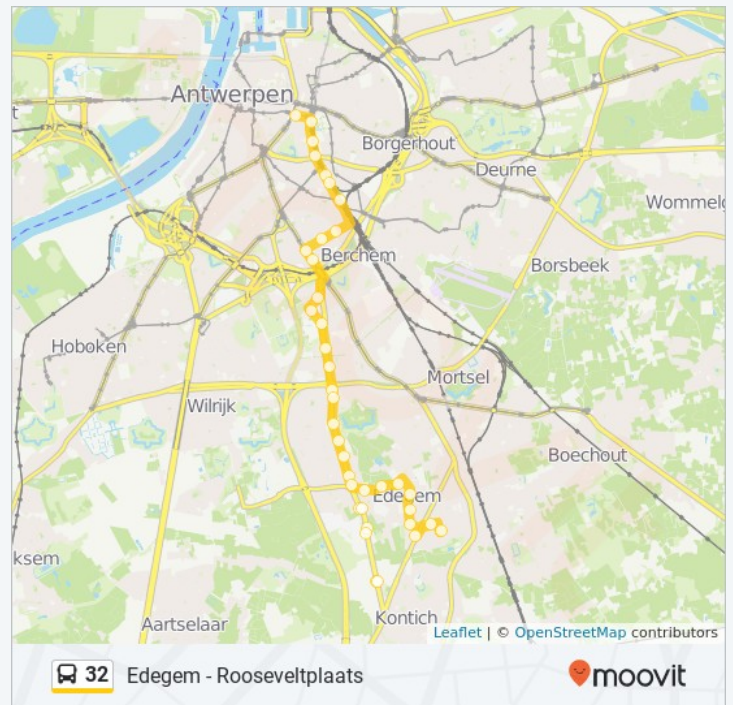 Antwerpen
t
Borgerhout
Deurne
Wommelg
Berchem
Borsbeek
Hoboken
Mortsel
Wilrijk
Boechout
Edegem
ksem
Aartselaar
Kontich
Leaflet | © OpenStreetMap contributors
32 Edegem - Rooseveltplaats
moovit